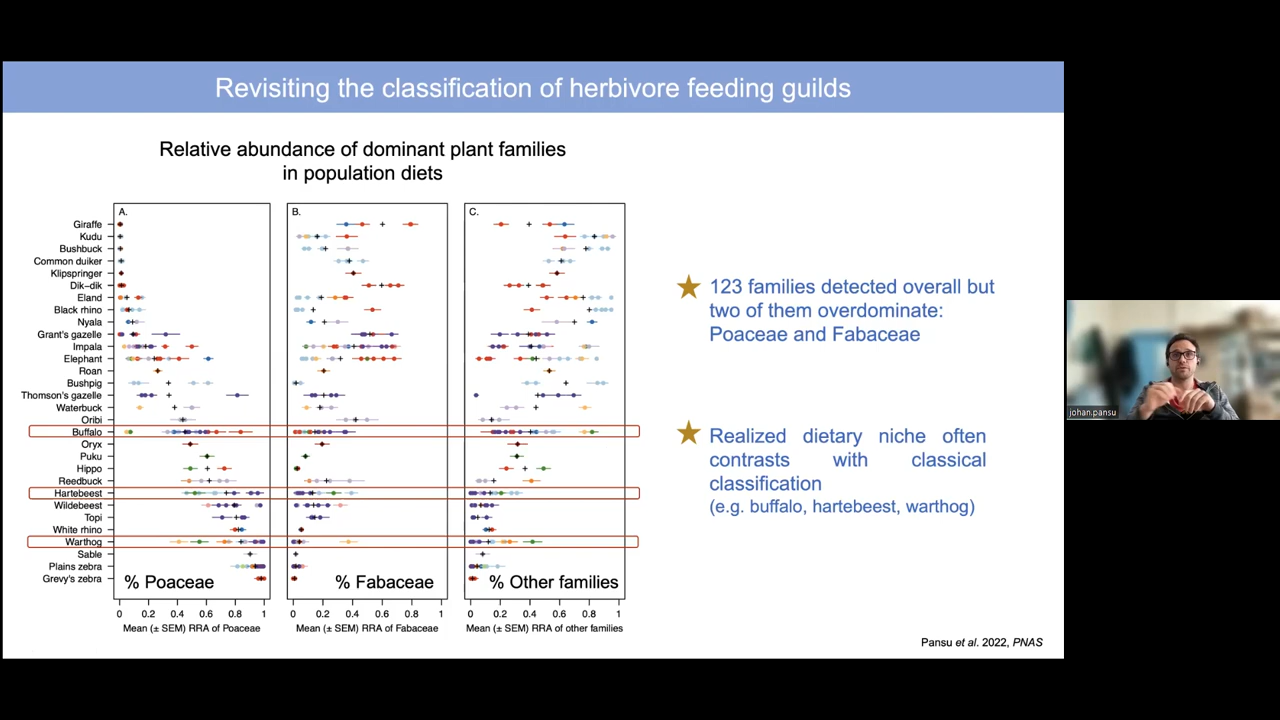 Revisiting the classification of herbivore feeding guilds
Relative abundance of dominant plant families
in population diets
A.
B.
C.
Giraffe
Kudu
Bushbuck
Common duiker
Klipspringer
Dik−dik
Eland
Black rhino
Nyala
Grant's gazelle
Impala
Elephant
Roan
Bushpig
Thomson's gazelle
Waterbuck
Oribi
Buffalo
Oryx
Puku
Hippo
Reedbuck
Hartebeest
Wildebeest
Topi
White rhino
Warthog
Sable
Plains zebra
Grevy's zebra
% Poaceae
% Fabaceae
% Other families
0 0.2 0.4 0.6 0.8 1
0 0.2 0.4 0.6 0.8 1
0 0.2 0.4 0.6 0.8 1
Mean (± SEM) RRA of Poaceae
Mean (± SEM) RRA of Fabaceae
Mean (± SEM) RRA of other families
123 families detected overall but
two of them overdominate:
Poaceae and Fabaceae
Realized dietary niche often
contrasts with classical
classification
(e.g. buffalo, hartebeest, warthog)
Pansu et al. 2022, PNAS
johan.pansu